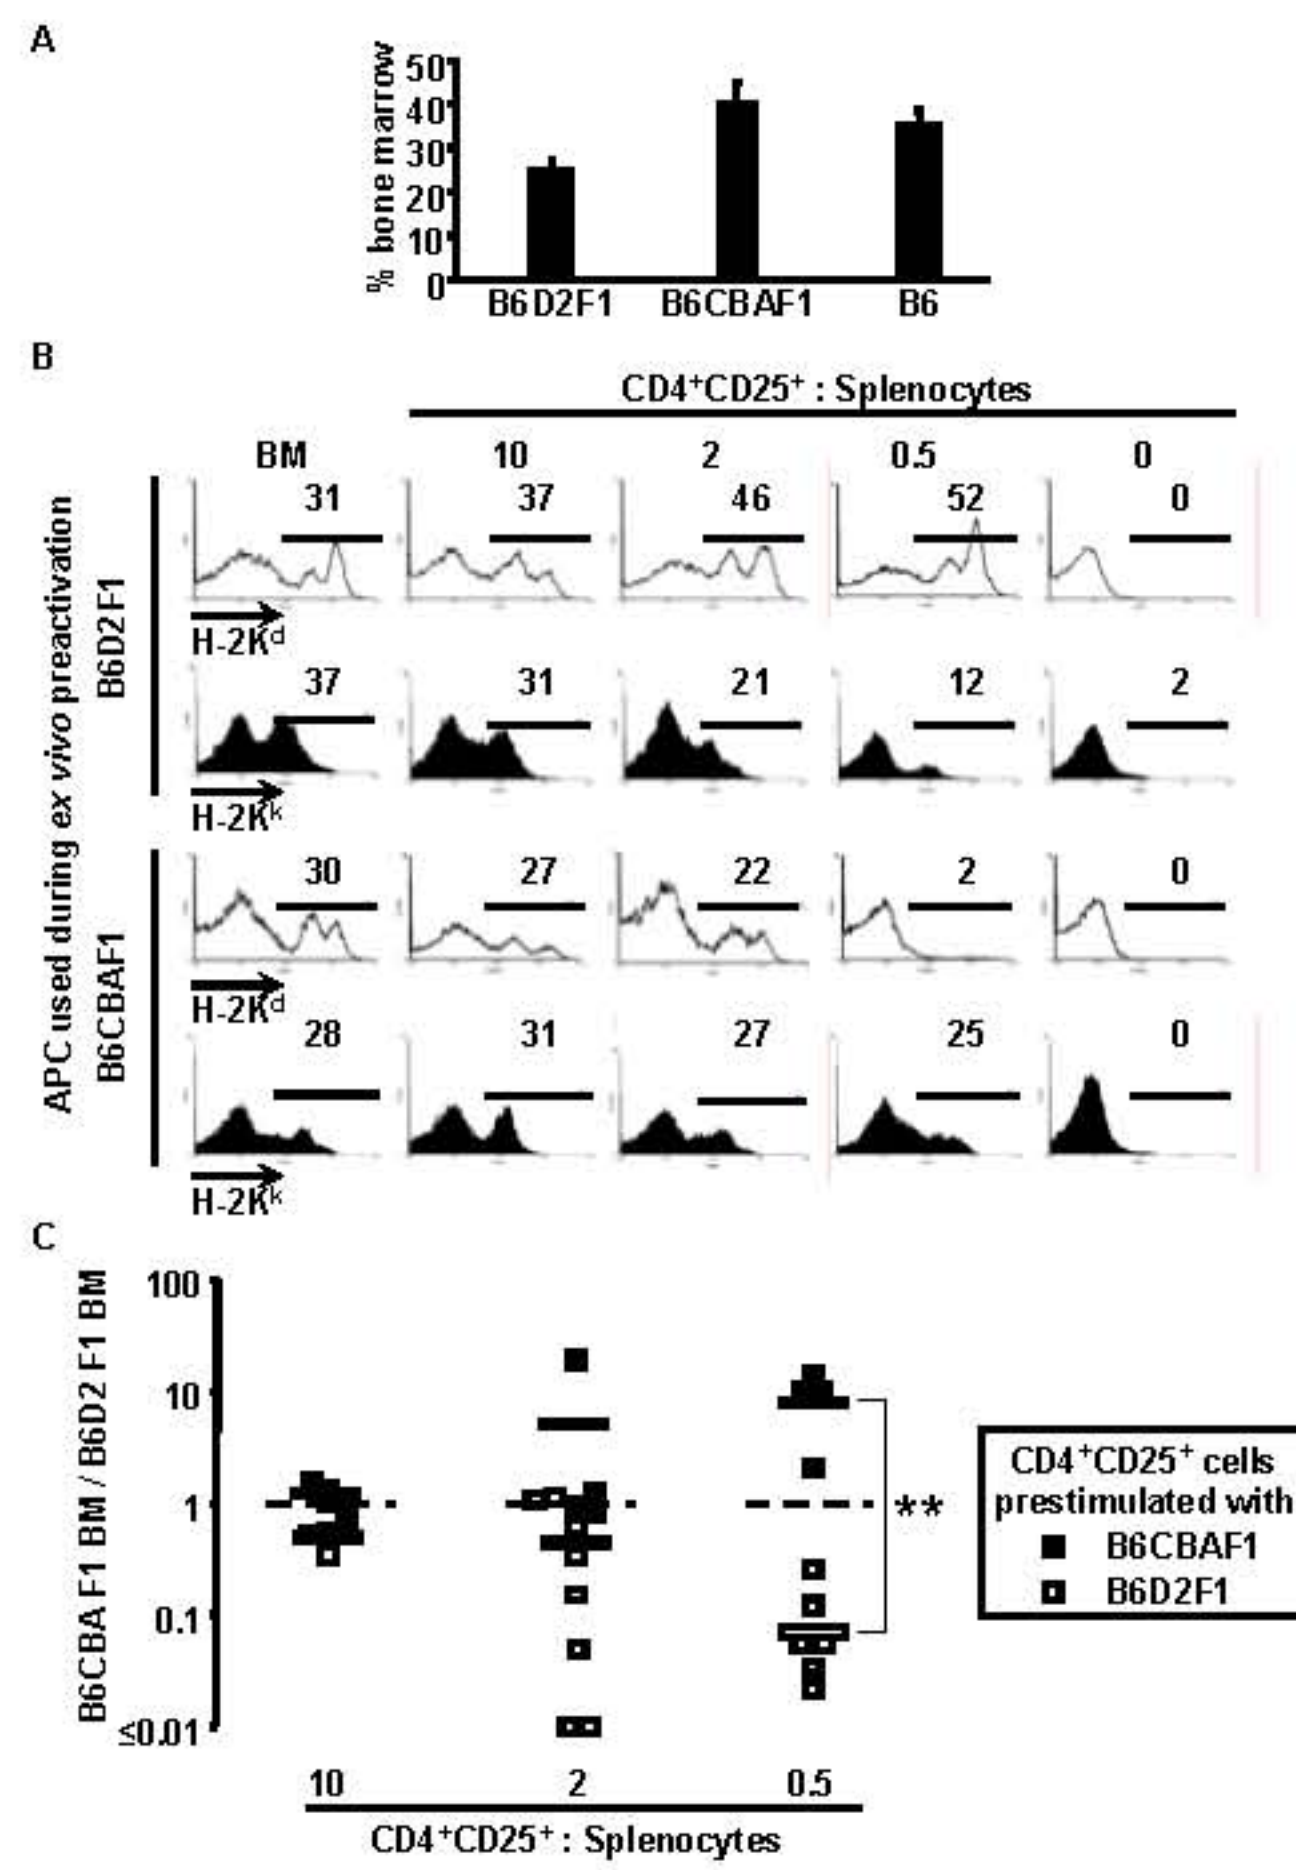 A
% bone marrow
50
40
30
20
10
0
B6D2F1 B6CBAF1 B6
B
CD4⁺CD25⁺ : Splenocytes
BM 10 2 0.5 0
APC used during ex vivo preactivation
B6D2F1
31 37 46 52 0
H-2Kᵈ
37 31 21 12 2
H-2Kᵏ
B6CBAF1
30 27 22 2 0
H-2Kᵈ
28 31 27 25 0
H-2Kᵏ
C
B6CBA F1 BM / B6D2 F1 BM
100
10
1
0.1
≤0.01
**
CD4⁺CD25⁺ cells
prestimulated with
B6CBAF1
B6D2F1
10 2 0.5
CD4⁺CD25⁺ : Splenocytes